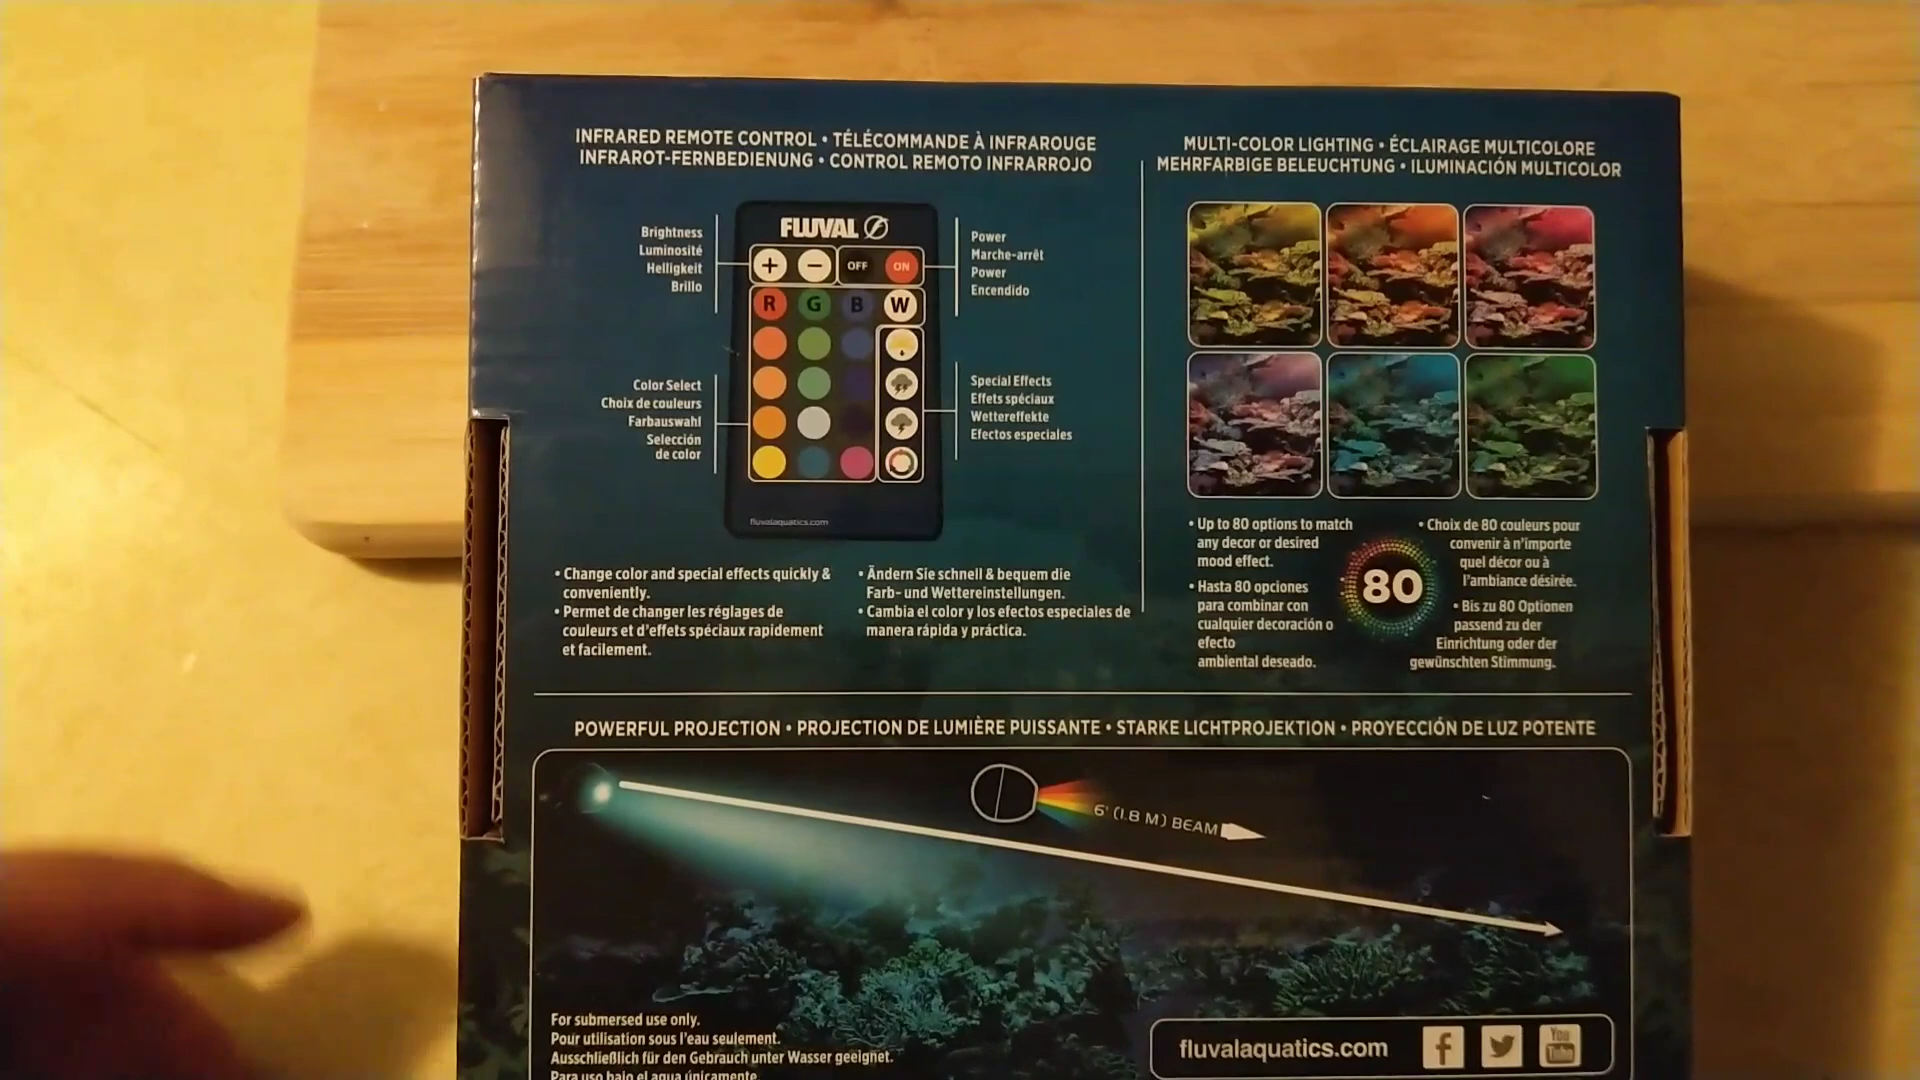 INFRARED REMOTE CONTROL • TÉLÉCOMMANDE À INFRAROUGE
INFRAROT-FERNBEDIENUNG • CONTROL REMOTO INFRARROJO
Brightness
Luminosité
Helligkeit
Brillo
Color Select
Choix de couleurs
Farbauswahl
Selección
de color
FLUVAL
+ − OFF ON
R G B W
fluvalaquatics.com
Power
Marche-arrêt
Power
Encendido
Special Effects
Effets spéciaux
Wettereffekte
Efectos especiales
• Change color and special effects quickly &
conveniently.
• Permet de changer les réglages de
couleurs et d'effets spéciaux rapidement
et facilement.
• Ändern Sie schnell & bequem die
Farb- und Wettereinstellungen.
• Cambia el color y los efectos especiales de
manera rápida y práctica.
MULTI-COLOR LIGHTING • ÉCLAIRAGE MULTICOLORE
MEHRFARBIGE BELEUCHTUNG • ILUMINACIÓN MULTICOLOR
• Up to 80 options to match
any decor or desired
mood effect.
• Hasta 80 opciones
para combinar con
cualquier decoración o
efecto
ambiental deseado.
80
• Choix de 80 couleurs pour
convenir à n'importe
quel décor ou à
l'ambiance désirée.
• Bis zu 80 Optionen
passend zu der
Einrichtung oder der
gewünschten Stimmung.
POWERFUL PROJECTION • PROJECTION DE LUMIÈRE PUISSANTE • STARKE LICHTPROJEKTION • PROYECCIÓN DE LUZ POTENTE
6' (1.8 M) BEAM
For submersed use only.
Pour utilisation sous l'eau seulement.
Ausschließlich für den Gebrauch unter Wasser geeignet.
Para uso bajo el agua únicamente.
fluvalaquatics.com
f
You
Tube